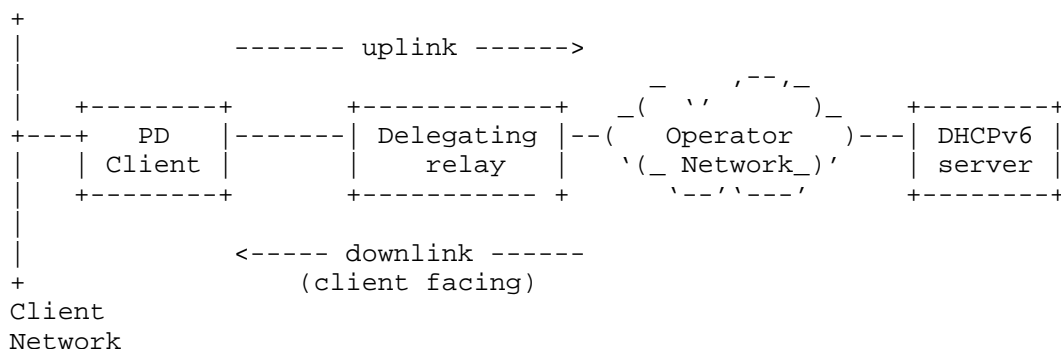 ------- uplink ------>
PD Client
Delegating relay
Operator Network
DHCPv6 server
<----- downlink ------
(client facing)
Client
Network